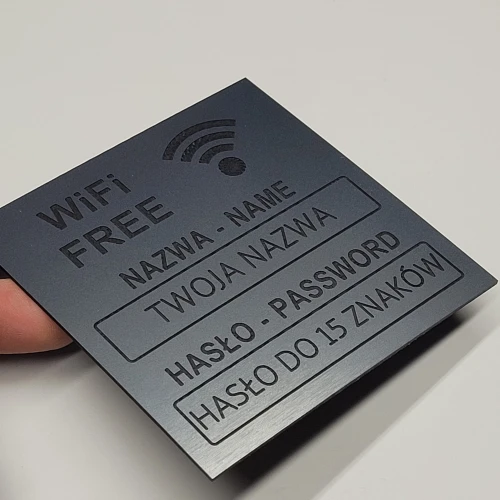 WiFi
FREE
NAZWA - NAME
TWOJA NAZWA
HASŁO - PASSWORD
HASŁO DO 15 ZNAKÓW